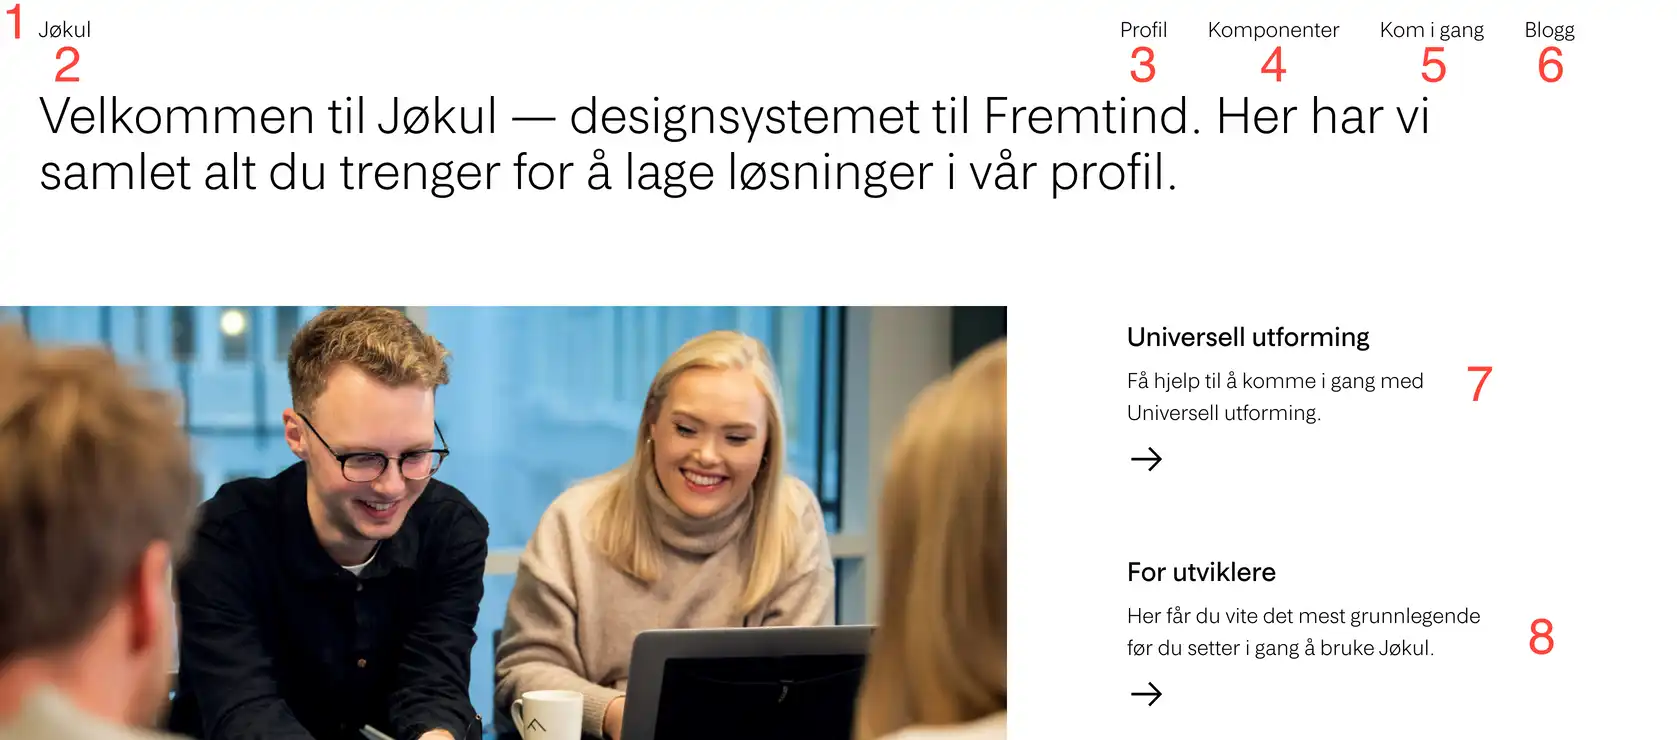 1 Jøkul Profil Komponenter Kom i gang Blogg
2 3 4 5 6
Velkommen til Jøkul — designsystemet til Fremtind. Her har vi
samlet alt du trenger for å lage løsninger i vår profil.
Universell utforming
Få hjelp til å komme i gang med
Universell utforming.
7
For utviklere
Her får du vite det mest grunnlegende
før du setter i gang å bruke Jøkul.
8